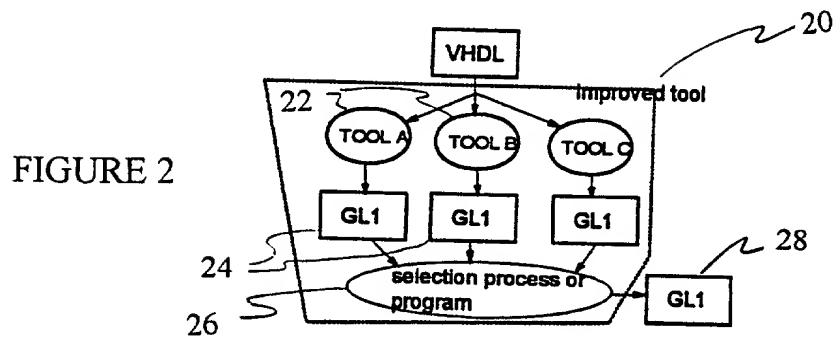 20
VHDL
improved tool
22
TOOL A
TOOL B
TOOL C
FIGURE 2
GL1
GL1
GL1
24
28
selection process or
program
GL1
26